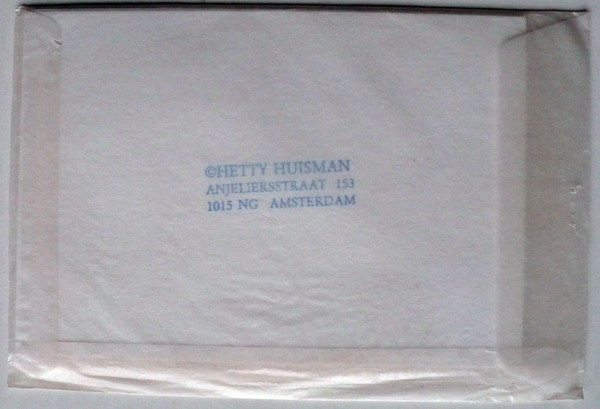 ©HETTY HUISMAN
ANJELIERSSTRAAT 153
1015 NG AMSTERDAM